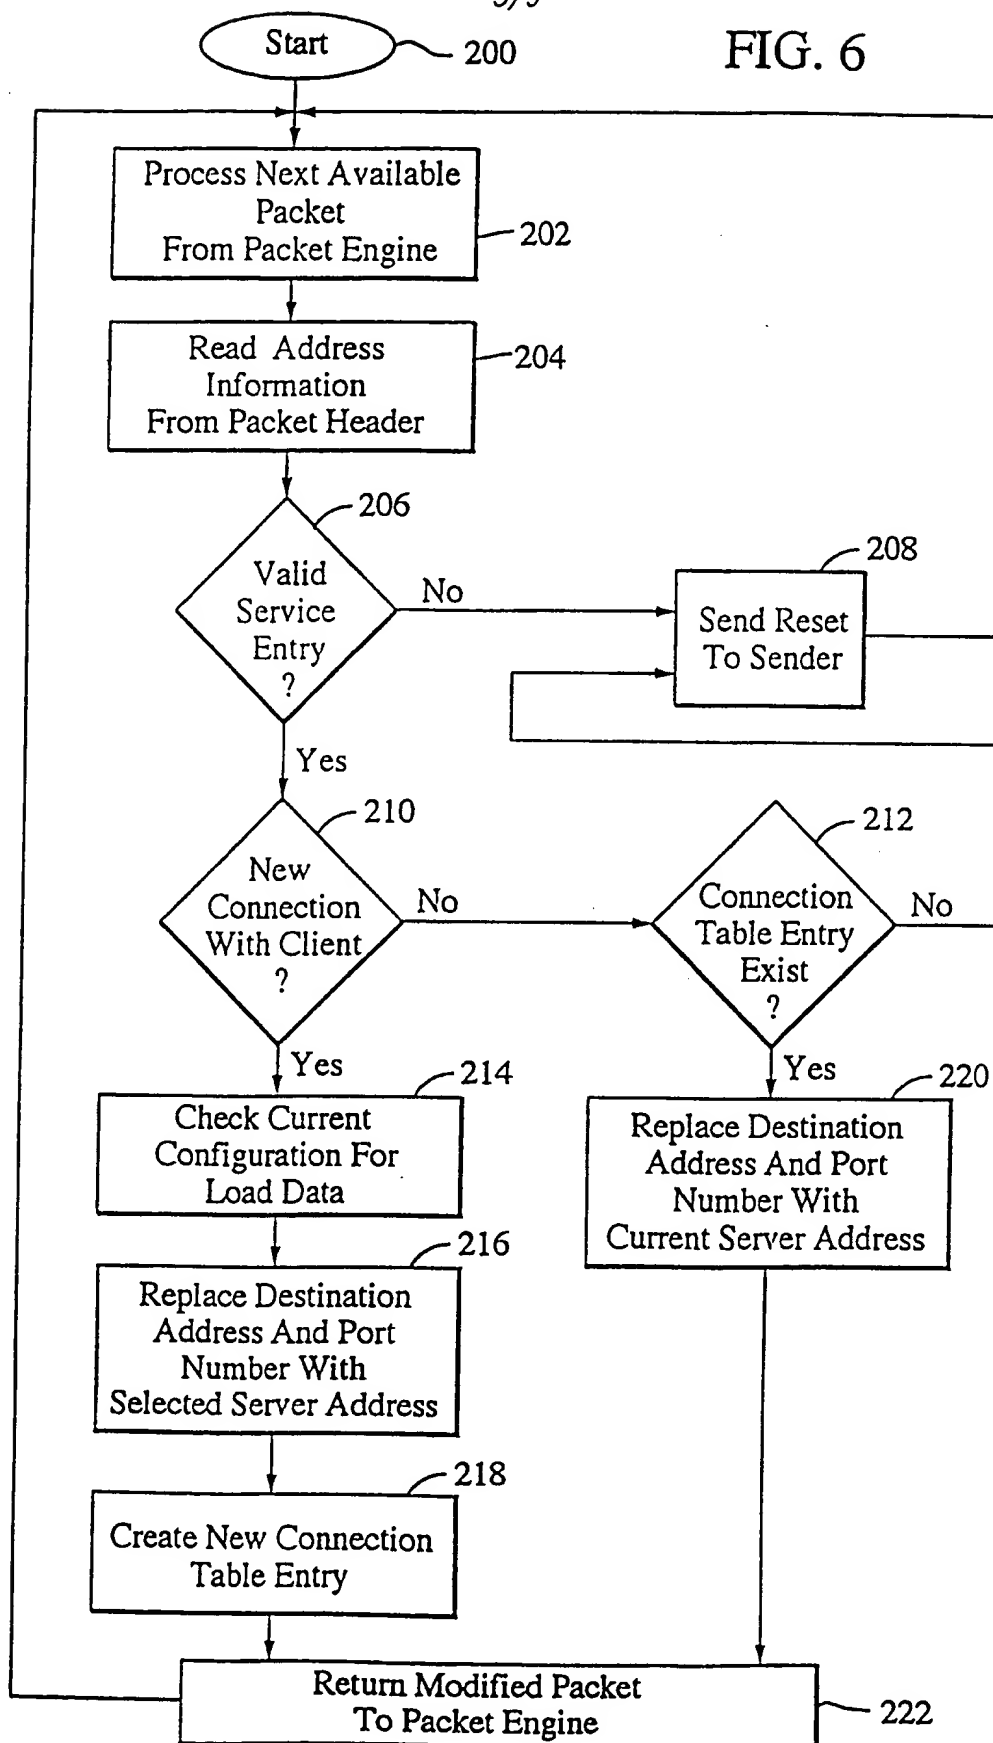 Start
200
FIG. 6
Process Next Available
Packet
From Packet Engine
202
Read Address
Information
From Packet Header
204
206
Valid
Service
Entry
?
No
208
Send Reset
To Sender
Yes
210
New
Connection
With Client
?
No
212
Connection
Table Entry
Exist
?
No
Yes
214
Check Current
Configuration For
Load Data
Yes
220
Replace Destination
Address And Port
Number With
Current Server Address
216
Replace Destination
Address And Port
Number With
Selected Server Address
218
Create New Connection
Table Entry
Return Modified Packet
To Packet Engine
222